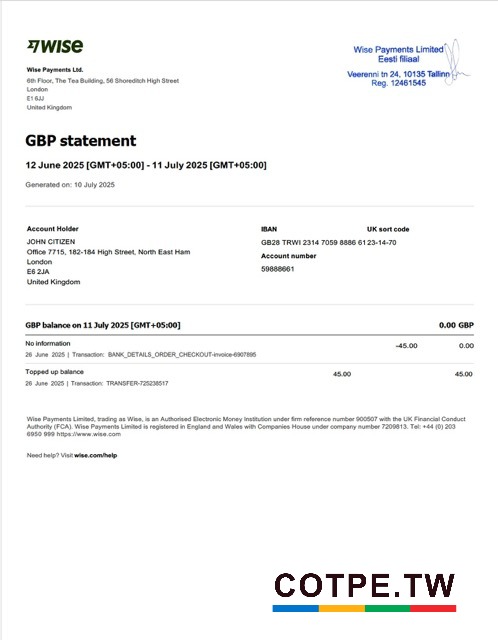 wise
Wise Payments Limited
Eesti filiaal
Veerenni tn 24, 10135 Tallinn
Reg. 12461545
Wise Payments Ltd.
6th Floor, The Tea Building, 56 Shoreditch High Street
London
E1 6JJ
United Kingdom
GBP statement
12 June 2025 [GMT+05:00] - 11 July 2025 [GMT+05:00]
Generated on: 10 July 2025
Account Holder
JOHN CITIZEN
Office 7715, 182-184 High Street, North East Ham
London
E6 2JA
United Kingdom
IBAN UK sort code
GB28 TRWI 2314 7059 8886 61 23-14-70
Account number
59888661
GBP balance on 11 July 2025 [GMT+05:00] 0.00 GBP
No information -45.00 0.00
26 June 2025 | Transaction: BANK_DETAILS_ORDER_CHECKOUT-invoice-6907895
Topped up balance 45.00 45.00
26 June 2025 | Transaction: TRANSFER-725238517
Wise Payments Limited, trading as Wise, is an Authorised Electronic Money Institution under firm reference number 900507 with the UK Financial Conduct
Authority (FCA). Wise Payments Limited is registered in England and Wales with Companies House under company number 7209813. Tel: +44 (0) 203
6950 999 https://www.wise.com
Need help? Visit wise.com/help
COTPE.TW